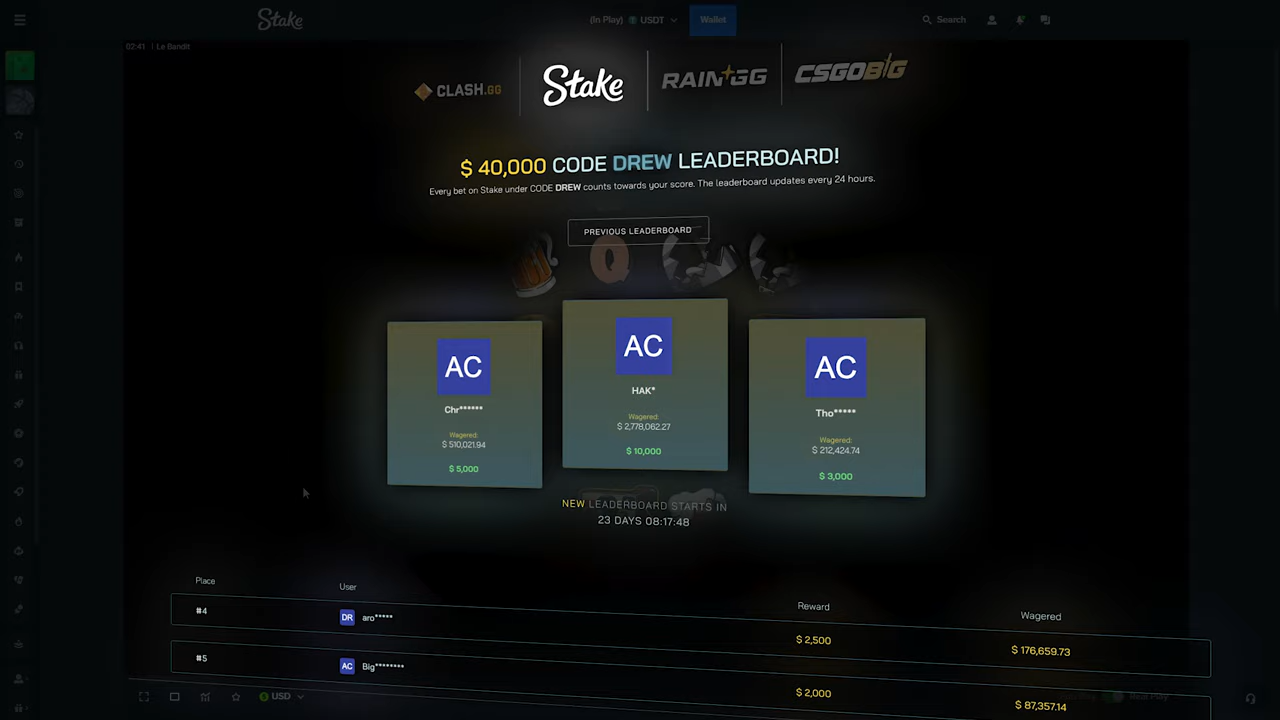 Stake
(In Play) USDT
Wallet
Search
02:41 | Le Bandit
CLASH.GG
Stake
RAIN GG
CSGOBIG
$ 40,000 CODE DREW LEADERBOARD!
Every bet on Stake under CODE DREW counts towards your score. The leaderboard updates every 24 hours.
PREVIOUS LEADERBOARD
Q
AC
Chr******
Wagered:
$ 510,021.94
$ 5,000
AC
HAK*
Wagered:
$ 2,778,062.27
$ 10,000
AC
Tho*****
Wagered:
$ 212,424.74
$ 3,000
NEW LEADERBOARD STARTS IN
23 DAYS 08:17:48
Place
User
Reward
Wagered
#4
DR
aro*****
$ 2,500
$ 176,659.73
#5
AC
Big********
$ 2,000
$ 87,357.14
USD